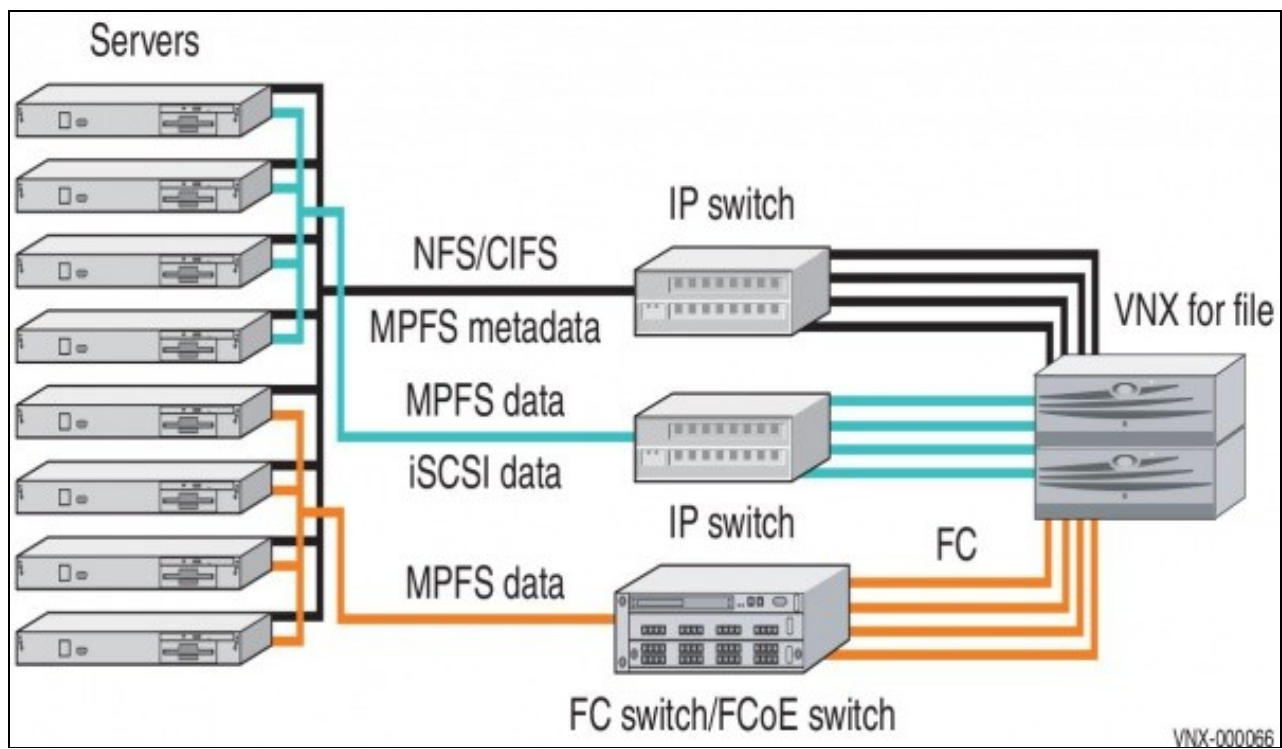 Servers
IP switch
NFS/CIFS
MPFS metadata
VNX for file
MPFS data
iSCSI data
IP switch
FC
MPFS data
FC switch/FCoE switch
VNX-000066